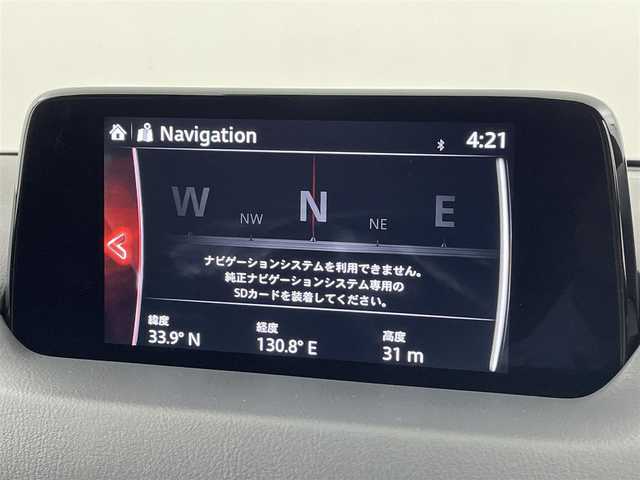 Navigation
4:21
W NW N NE E
ナビゲーションシステムを利用できません。
純正ナビゲーションシステム専用の
SDカードを装着してください。
緯度 経度 高度
33.9° N 130.8° E 31 m